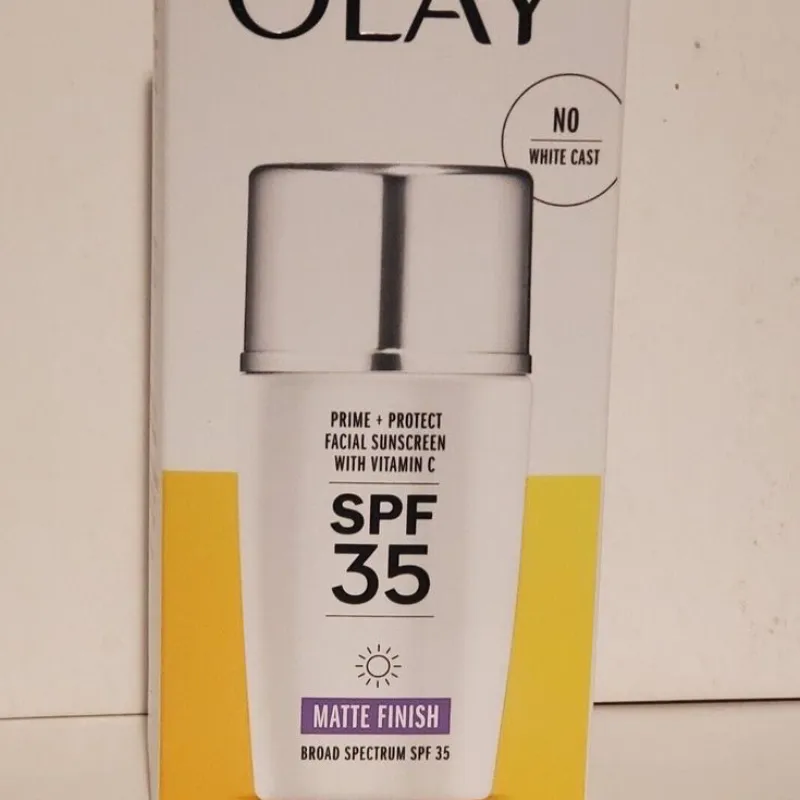 OLAY
NO
WHITE CAST
PRIME + PROTECT
FACIAL SUNSCREEN
WITH VITAMIN C
SPF
35
MATTE FINISH
BROAD SPECTRUM SPF 35